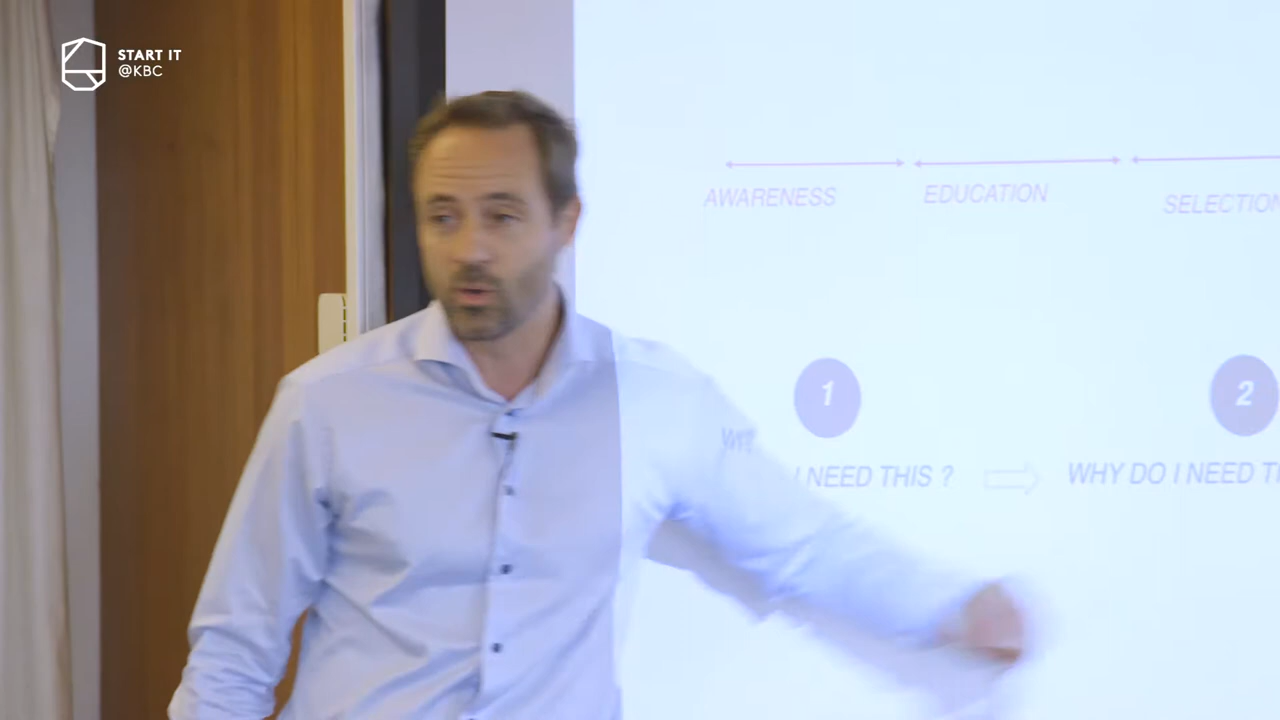 START IT
@KBC
AWARENESS
EDUCATION
SELECTION
1
2
I NEED THIS ?
WHY DO I NEED